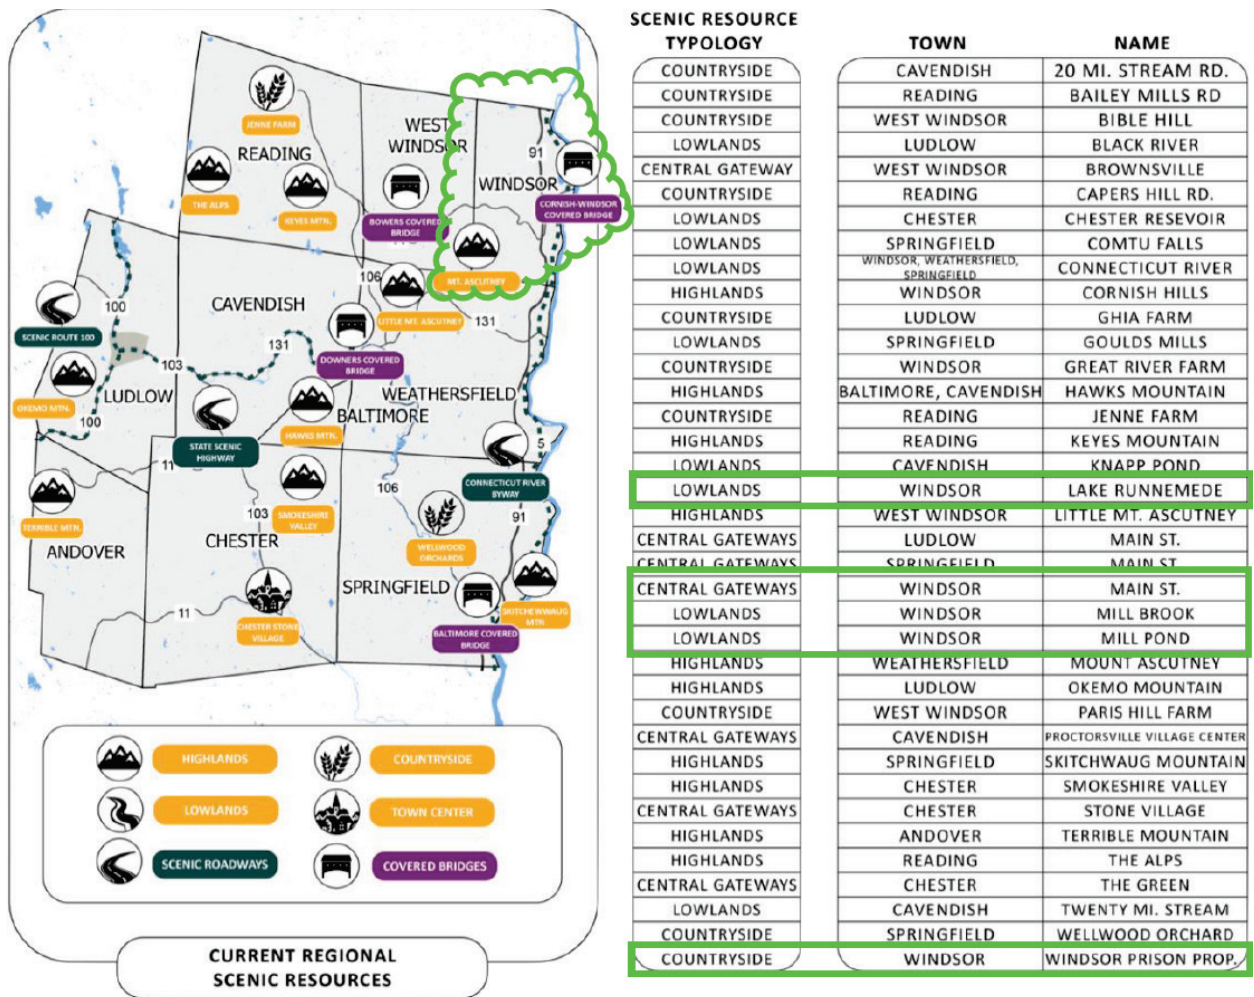 JENNE FARM
READING
THE ALPS
KEYES MTN.
WEST
WINDSOR
BOWERS COVERED
BRIDGE
91
WINDSOR
CORNISH-WINDSOR
COVERED BRIDGE
MT. ASCUTNEY
106
LITTLE MT. ASCUTNEY
131
CAVENDISH
100
SCENIC ROUTE 100
103
131
DOWNERS COVERED
BRIDGE
OKEMO MTN.
LUDLOW
100
STATE SCENIC
HIGHWAY
HAWKS MTN.
WEATHERSFIELD
BALTIMORE
5
11
CONNECTICUT RIVER
BYWAY
106
91
TERRIBLE MTN.
ANDOVER
103
SMOKESHIRE
VALLEY
CHESTER
WELLWOOD
ORCHARDS
SPRINGFIELD
SKITCHEWWAUG
MTN
11
CHESTER STONE
VILLAGE
BALTIMORE COVERED
BRIDGE
HIGHLANDS
COUNTRYSIDE
LOWLANDS
TOWN CENTER
SCENIC ROADWAYS
COVERED BRIDGES
CURRENT REGIONAL
SCENIC RESOURCES
SCENIC RESOURCE
TYPOLOGY TOWN NAME
COUNTRYSIDE CAVENDISH 20 MI. STREAM RD.
COUNTRYSIDE READING BAILEY MILLS RD
COUNTRYSIDE WEST WINDSOR BIBLE HILL
LOWLANDS LUDLOW BLACK RIVER
CENTRAL GATEWAY WEST WINDSOR BROWNSVILLE
COUNTRYSIDE READING CAPERS HILL RD.
LOWLANDS CHESTER CHESTER RESEVOIR
LOWLANDS SPRINGFIELD COMTU FALLS
LOWLANDS WINDSOR, WEATHERSFIELD, SPRINGFIELD CONNECTICUT RIVER
HIGHLANDS WINDSOR CORNISH HILLS
COUNTRYSIDE LUDLOW GHIA FARM
LOWLANDS SPRINGFIELD GOULDS MILLS
COUNTRYSIDE WINDSOR GREAT RIVER FARM
HIGHLANDS BALTIMORE, CAVENDISH HAWKS MOUNTAIN
COUNTRYSIDE READING JENNE FARM
HIGHLANDS READING KEYES MOUNTAIN
LOWLANDS CAVENDISH KNAPP POND
LOWLANDS WINDSOR LAKE RUNNEMEDE
HIGHLANDS WEST WINDSOR LITTLE MT. ASCUTNEY
CENTRAL GATEWAYS LUDLOW MAIN ST.
CENTRAL GATEWAYS SPRINGFIELD MAIN ST.
CENTRAL GATEWAYS WINDSOR MAIN ST.
LOWLANDS WINDSOR MILL BROOK
LOWLANDS WINDSOR MILL POND
HIGHLANDS WEATHERSFIELD MOUNT ASCUTNEY
HIGHLANDS LUDLOW OKEMO MOUNTAIN
COUNTRYSIDE WEST WINDSOR PARIS HILL FARM
CENTRAL GATEWAYS CAVENDISH PROCTORSVILLE VILLAGE CENTER
HIGHLANDS SPRINGFIELD SKITCHWAUG MOUNTAIN
HIGHLANDS CHESTER SMOKESHIRE VALLEY
CENTRAL GATEWAYS CHESTER STONE VILLAGE
HIGHLANDS ANDOVER TERRIBLE MOUNTAIN
HIGHLANDS READING THE ALPS
CENTRAL GATEWAYS CHESTER THE GREEN
LOWLANDS CAVENDISH TWENTY MI. STREAM
COUNTRYSIDE SPRINGFIELD WELLWOOD ORCHARD
COUNTRYSIDE WINDSOR WINDSOR PRISON PROP.